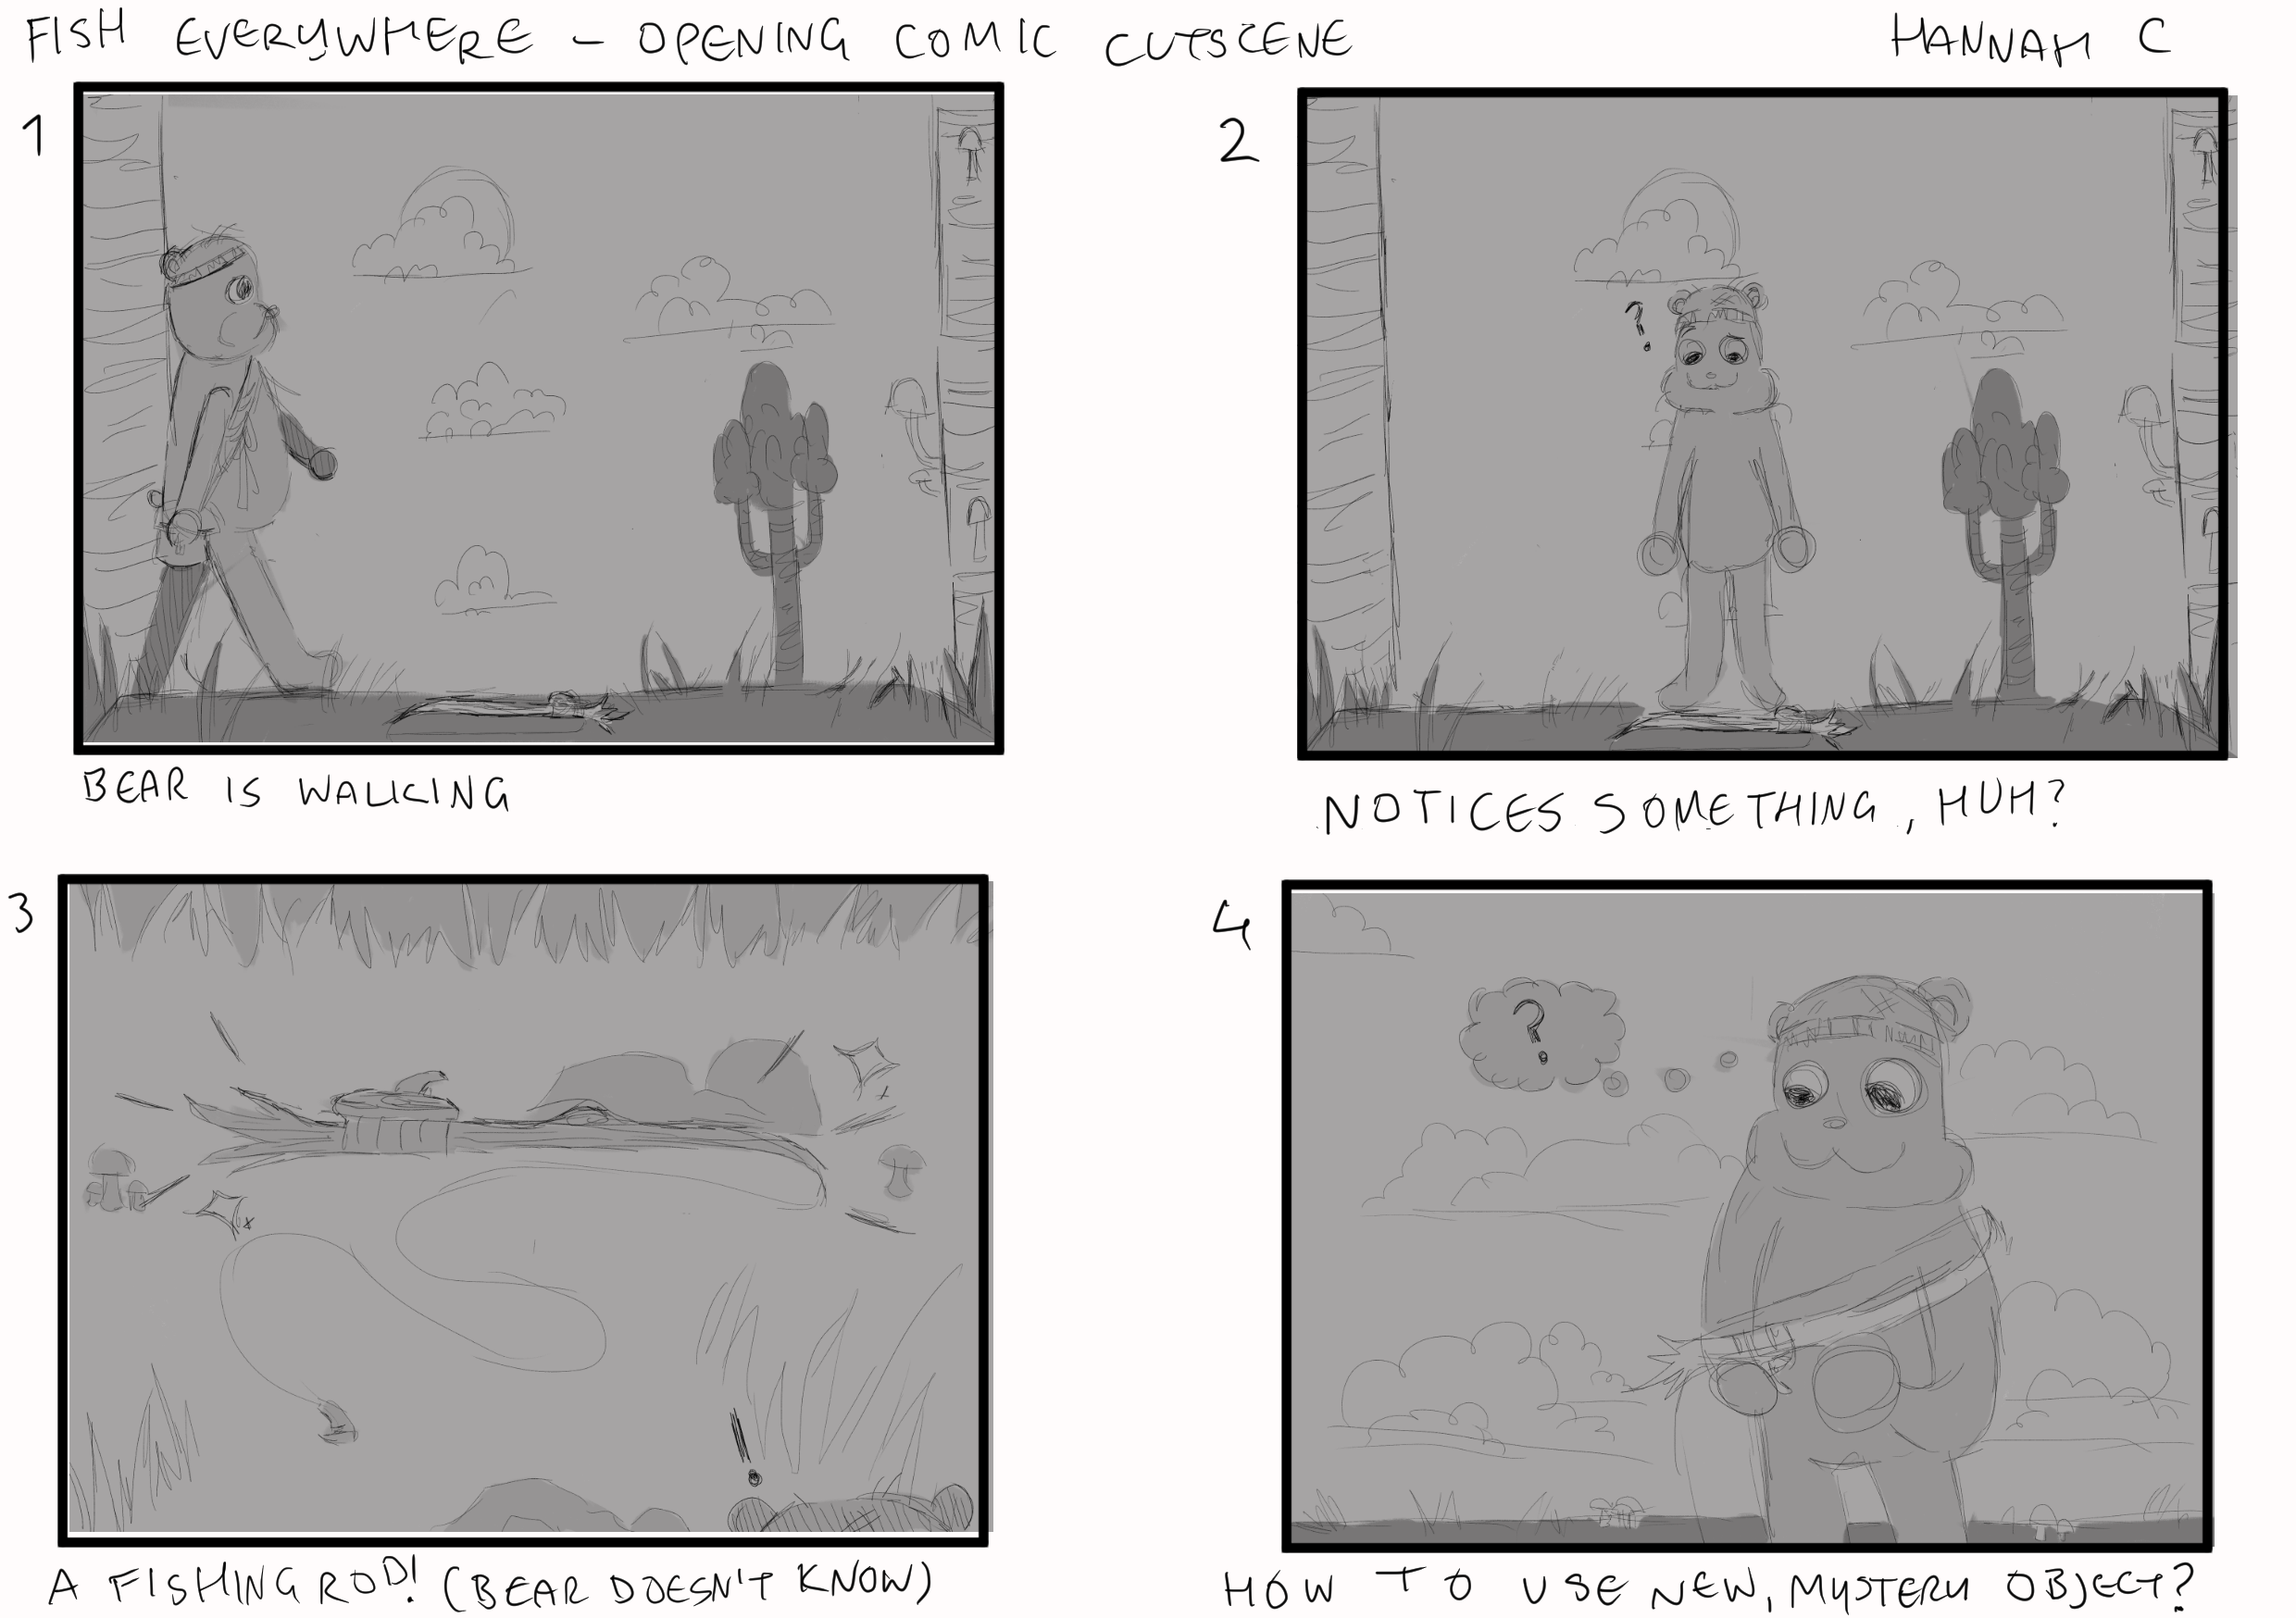 FISH EVERYWHERE - OPENING COMIC CUTSCENE
HANNAH C
1
2
?
BEAR IS WALKING
NOTICES SOMETHING, HUH?
3
4
?
!
A FISHING ROD! (BEAR DOESN'T KNOW)
HOW TO USE NEW, MYSTERY OBJECT?